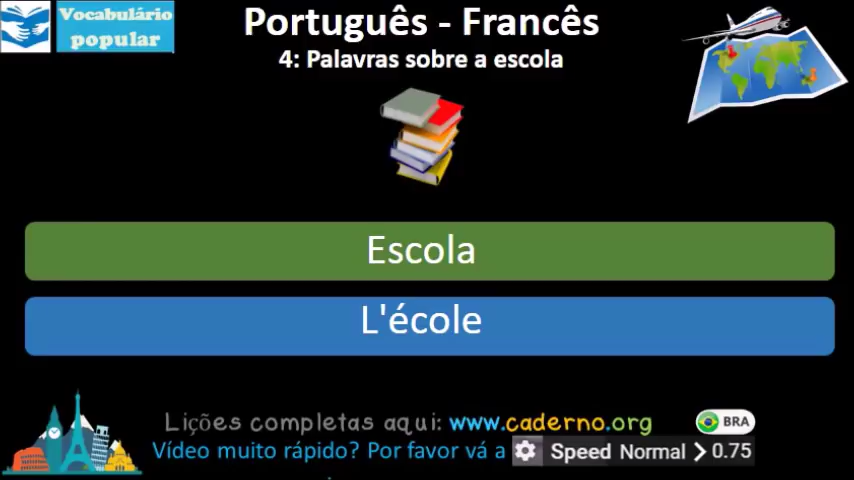 Vocabulário
popular
Português - Francês
4: Palavras sobre a escola
Escola
L'école
Lições completas aqui: www.caderno.org
BRA
Vídeo muito rápido? Por favor vá a Speed Normal > 0.75